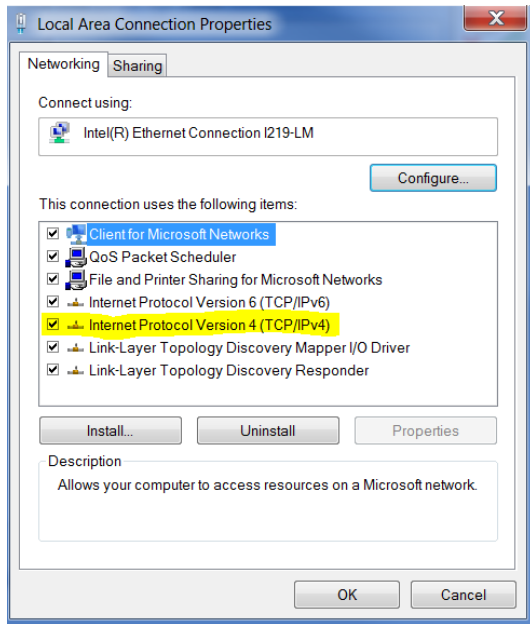 Local Area Connection Properties
Networking
Sharing
Connect using:
Intel(R) Ethernet Connection I219-LM
Configure...
This connection uses the following items:
Client for Microsoft Networks
QoS Packet Scheduler
File and Printer Sharing for Microsoft Networks
Internet Protocol Version 6 (TCP/IPv6)
Internet Protocol Version 4 (TCP/IPv4)
Link-Layer Topology Discovery Mapper I/O Driver
Link-Layer Topology Discovery Responder
Install...
Uninstall
Properties
Description
Allows your computer to access resources on a Microsoft network.
OK
Cancel